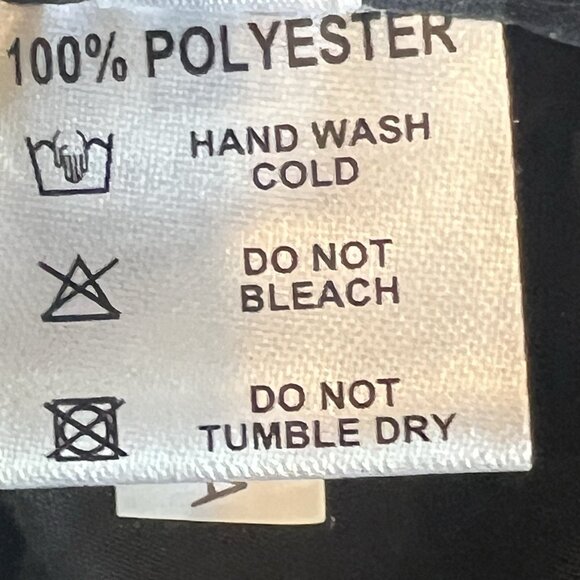 100% POLYESTER
HAND WASH
COLD
DO NOT
BLEACH
DO NOT
TUMBLE DRY